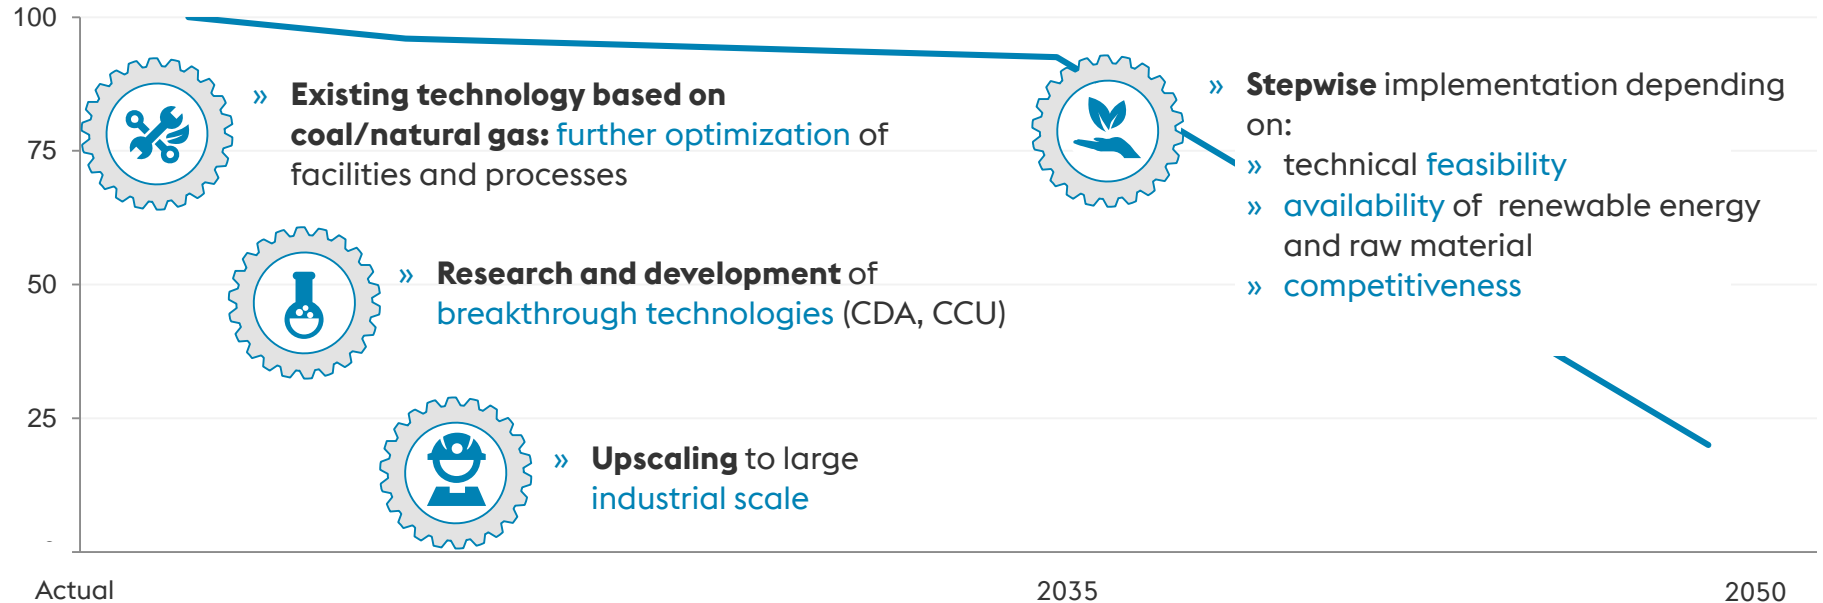 100
75
50
25
-
» Existing technology based on
coal/natural gas: further optimization of
facilities and processes
» Research and development of
breakthrough technologies (CDA, CCU)
» Upscaling to large
industrial scale
» Stepwise implementation depending
on:
» technical feasibility
» availability of renewable energy
and raw material
» competitiveness
Actual
2035
2050